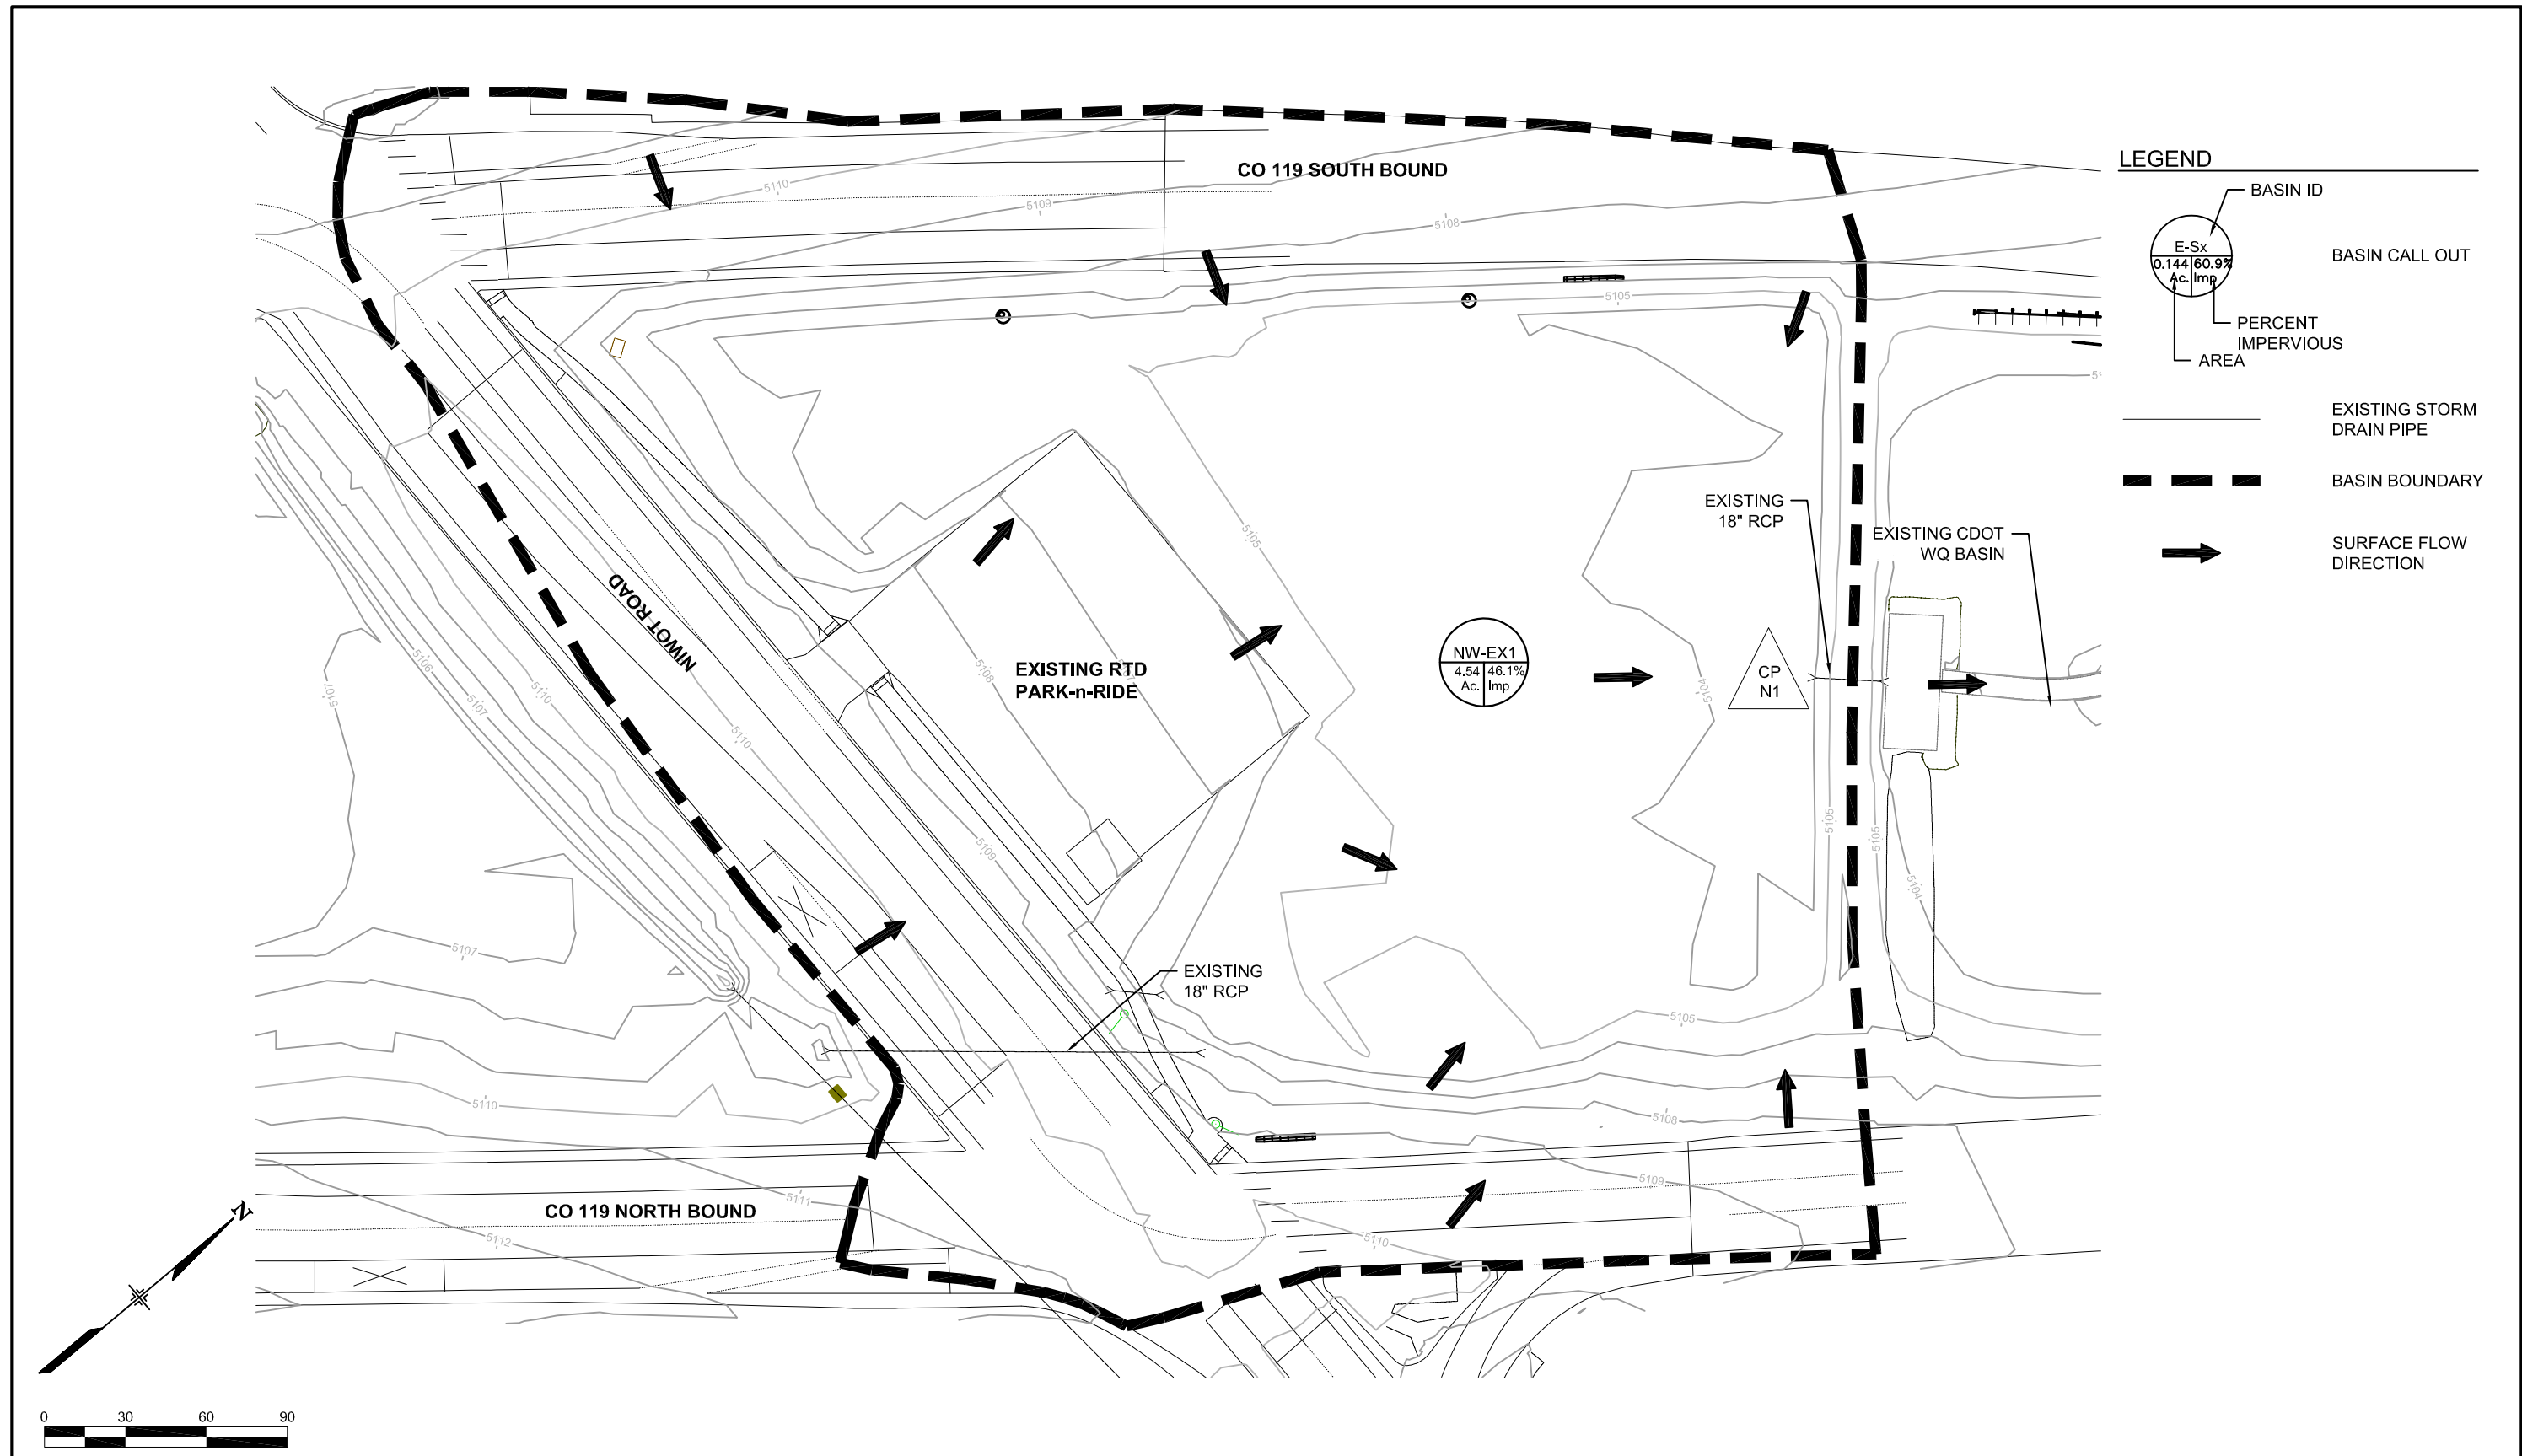 CO 119 SOUTH BOUND
5110
5109
5108
5105
LEGEND
BASIN ID
E-Sx
0.144 60.9%
Ac. Imp
BASIN CALL OUT
PERCENT
IMPERVIOUS
AREA
EXISTING STORM
DRAIN PIPE
BASIN BOUNDARY
SURFACE FLOW
DIRECTION
EXISTING
18" RCP
EXISTING CDOT
WQ BASIN
5105
NIWOT ROAD
EXISTING RTD
PARK-n-RIDE
NW-EX1
4.54 46.1%
Ac. Imp
CP
N1
5104
5106
5107
5107
5110
5108
5110
5109
5105
5105
5104
5107
EXISTING
18" RCP
5105
5110
5108
5111
5109
CO 119 NORTH BOUND
5112
5110
N
0 30 60 90